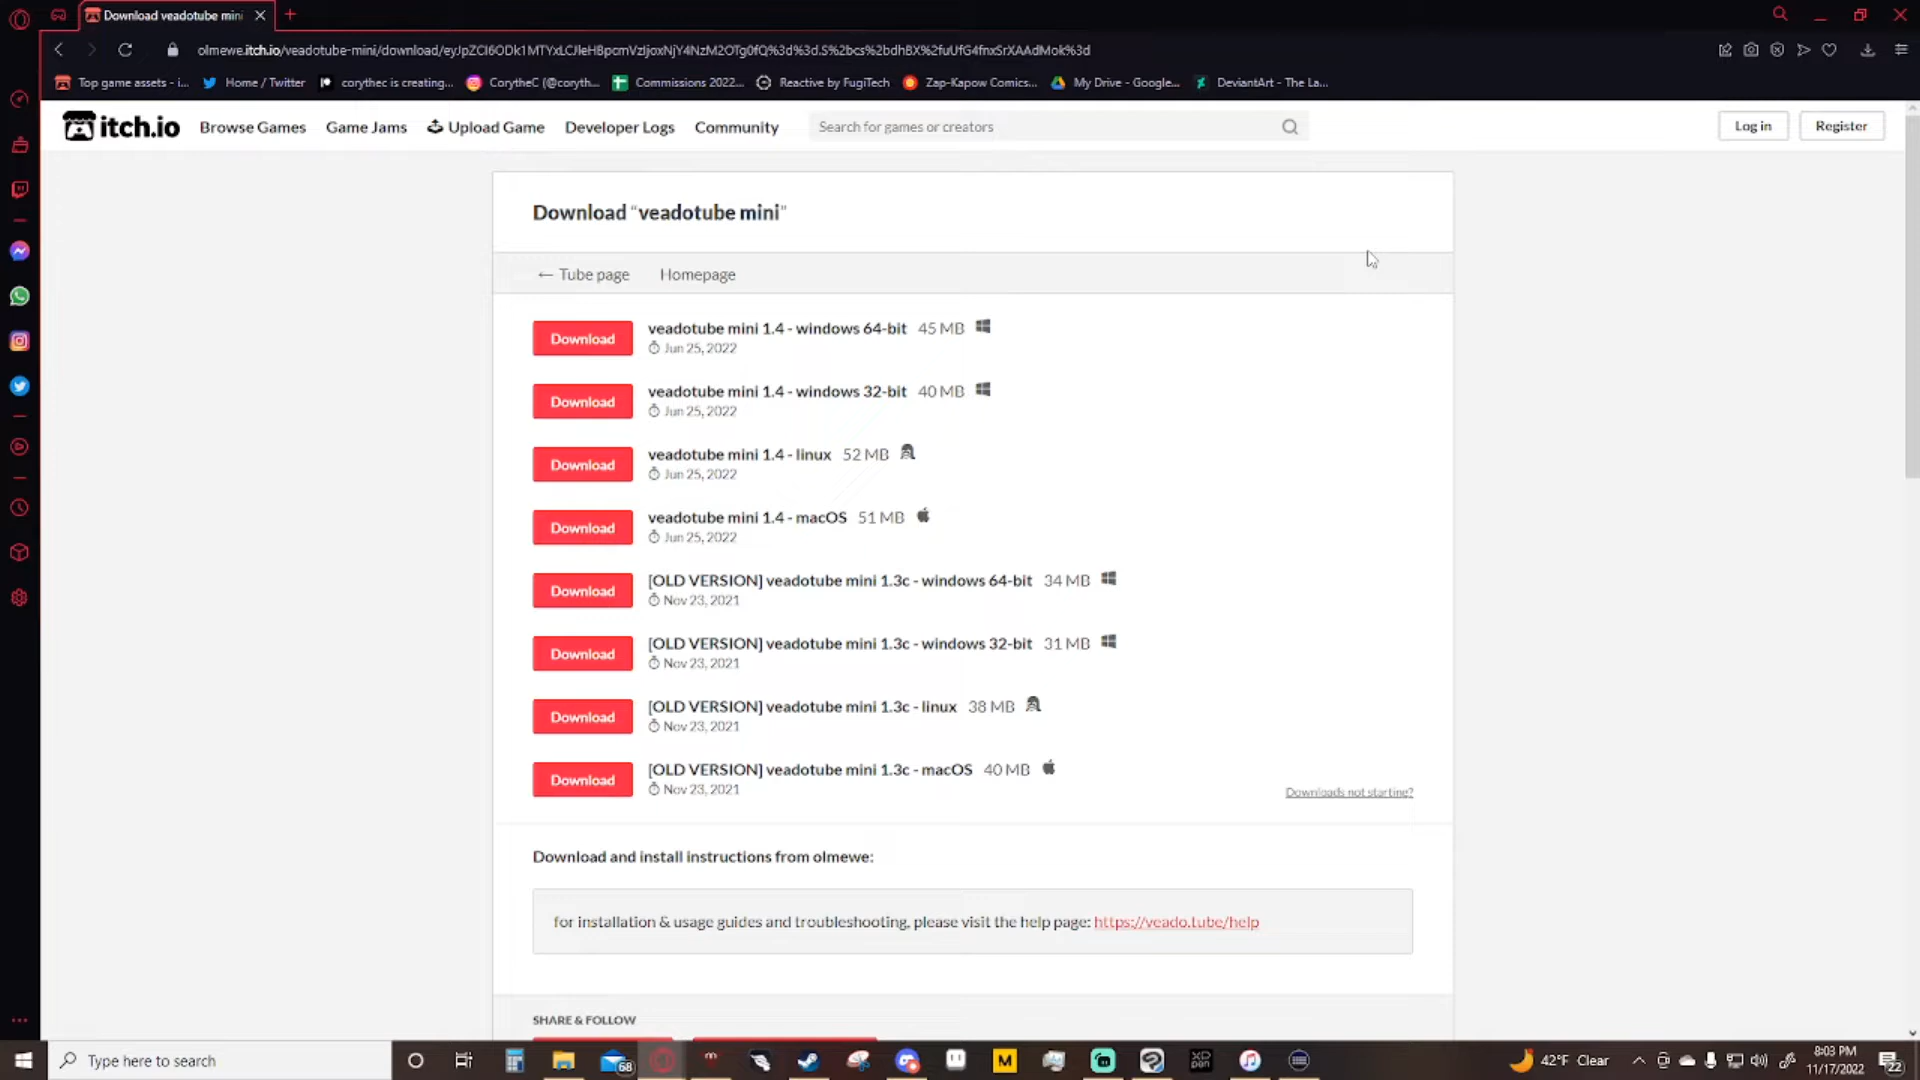 Download veadotube mini
olmewe.itch.io/veadotube-mini/download/
Top game assets - i...
Home / Twitter
corythec is creating...
CorytheC (@coryth...
Commissions 2022...
Reactive by FugiTech
Zap-Kapow Comics...
My Drive - Google...
DeviantArt - The La...
itch.io
Browse Games
Game Jams
Upload Game
Developer Logs
Community
Search for games or creators
Log in
Register
Download “veadotube mini”
← Tube page
Homepage
Download
veadotube mini 1.4 - windows 64-bit 45 MB
Jun 25, 2022
Download
veadotube mini 1.4 - windows 32-bit 40 MB
Jun 25, 2022
Download
veadotube mini 1.4 - linux 52 MB
Jun 25, 2022
Download
veadotube mini 1.4 - macOS 51 MB
Jun 25, 2022
Download
[OLD VERSION] veadotube mini 1.3c - windows 64-bit 34 MB
Nov 23, 2021
Download
[OLD VERSION] veadotube mini 1.3c - windows 32-bit 31 MB
Nov 23, 2021
Download
[OLD VERSION] veadotube mini 1.3c - linux 38 MB
Nov 23, 2021
Download
[OLD VERSION] veadotube mini 1.3c - macOS 40 MB
Nov 23, 2021
Downloads not starting?
Download and install instructions from olmewe:
for installation & usage guides and troubleshooting, please visit the help page: https://veado.tube/help
SHARE & FOLLOW
Type here to search
68
M
XP PEN
42°F Clear
8:03 PM
11/17/2022
22